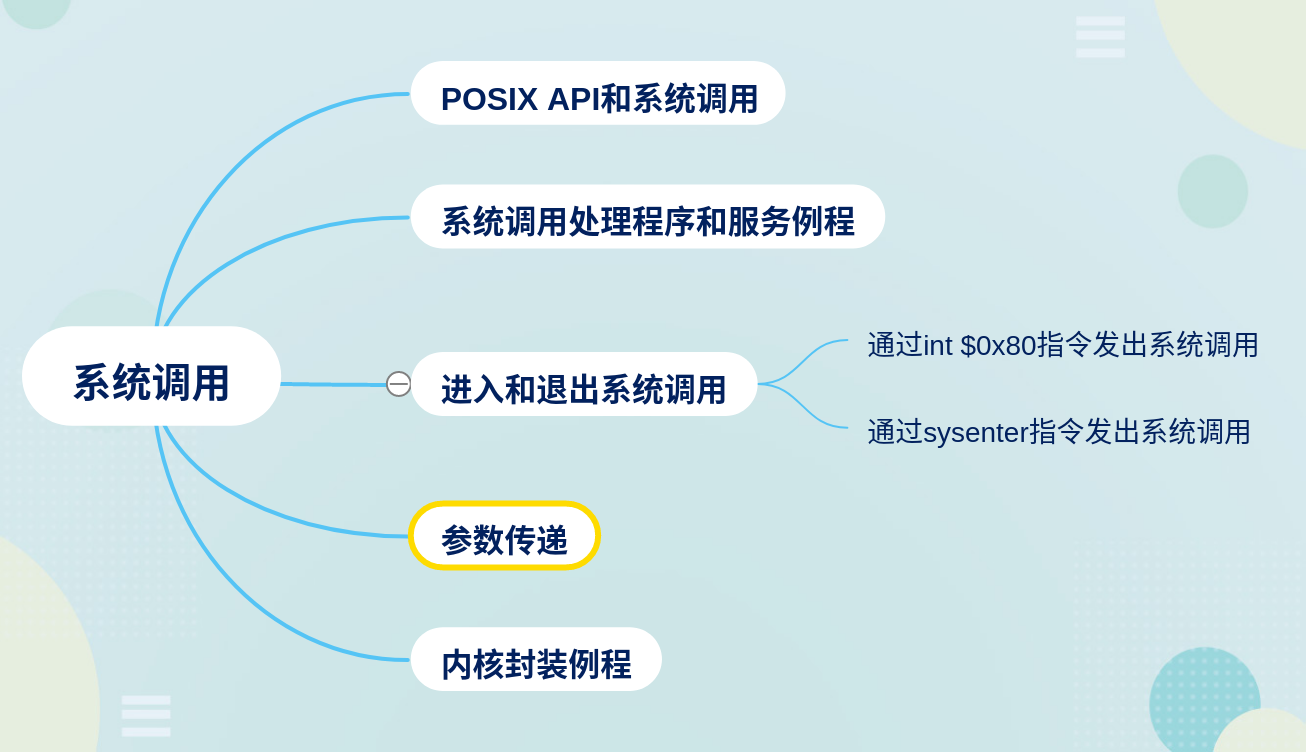 POSIX API和系统调用
系统调用处理程序和服务例程
系统调用
进入和退出系统调用
通过int $0x80指令发出系统调用
通过sysenter指令发出系统调用
参数传递
内核封装例程